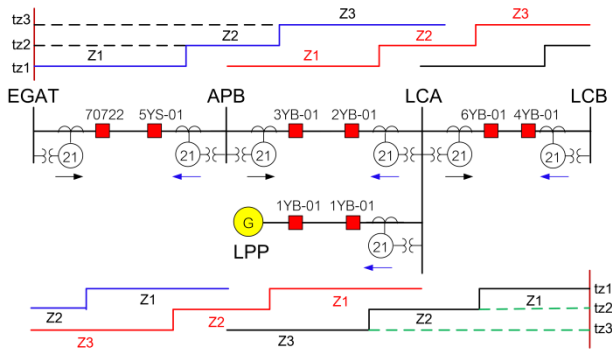 tz3
Z3
Z3
tz2
Z2
Z2
tz1
Z1
Z1
EGAT
APB
LCA
LCB
70722
5YS-01
3YB-01
2YB-01
6YB-01
4YB-01
21
21
21
21
21
21
1YB-01
1YB-01
G
LPP
21
Z1
Z1
Z1
tz1
Z2
Z2
Z2
tz2
Z3
Z3
tz3